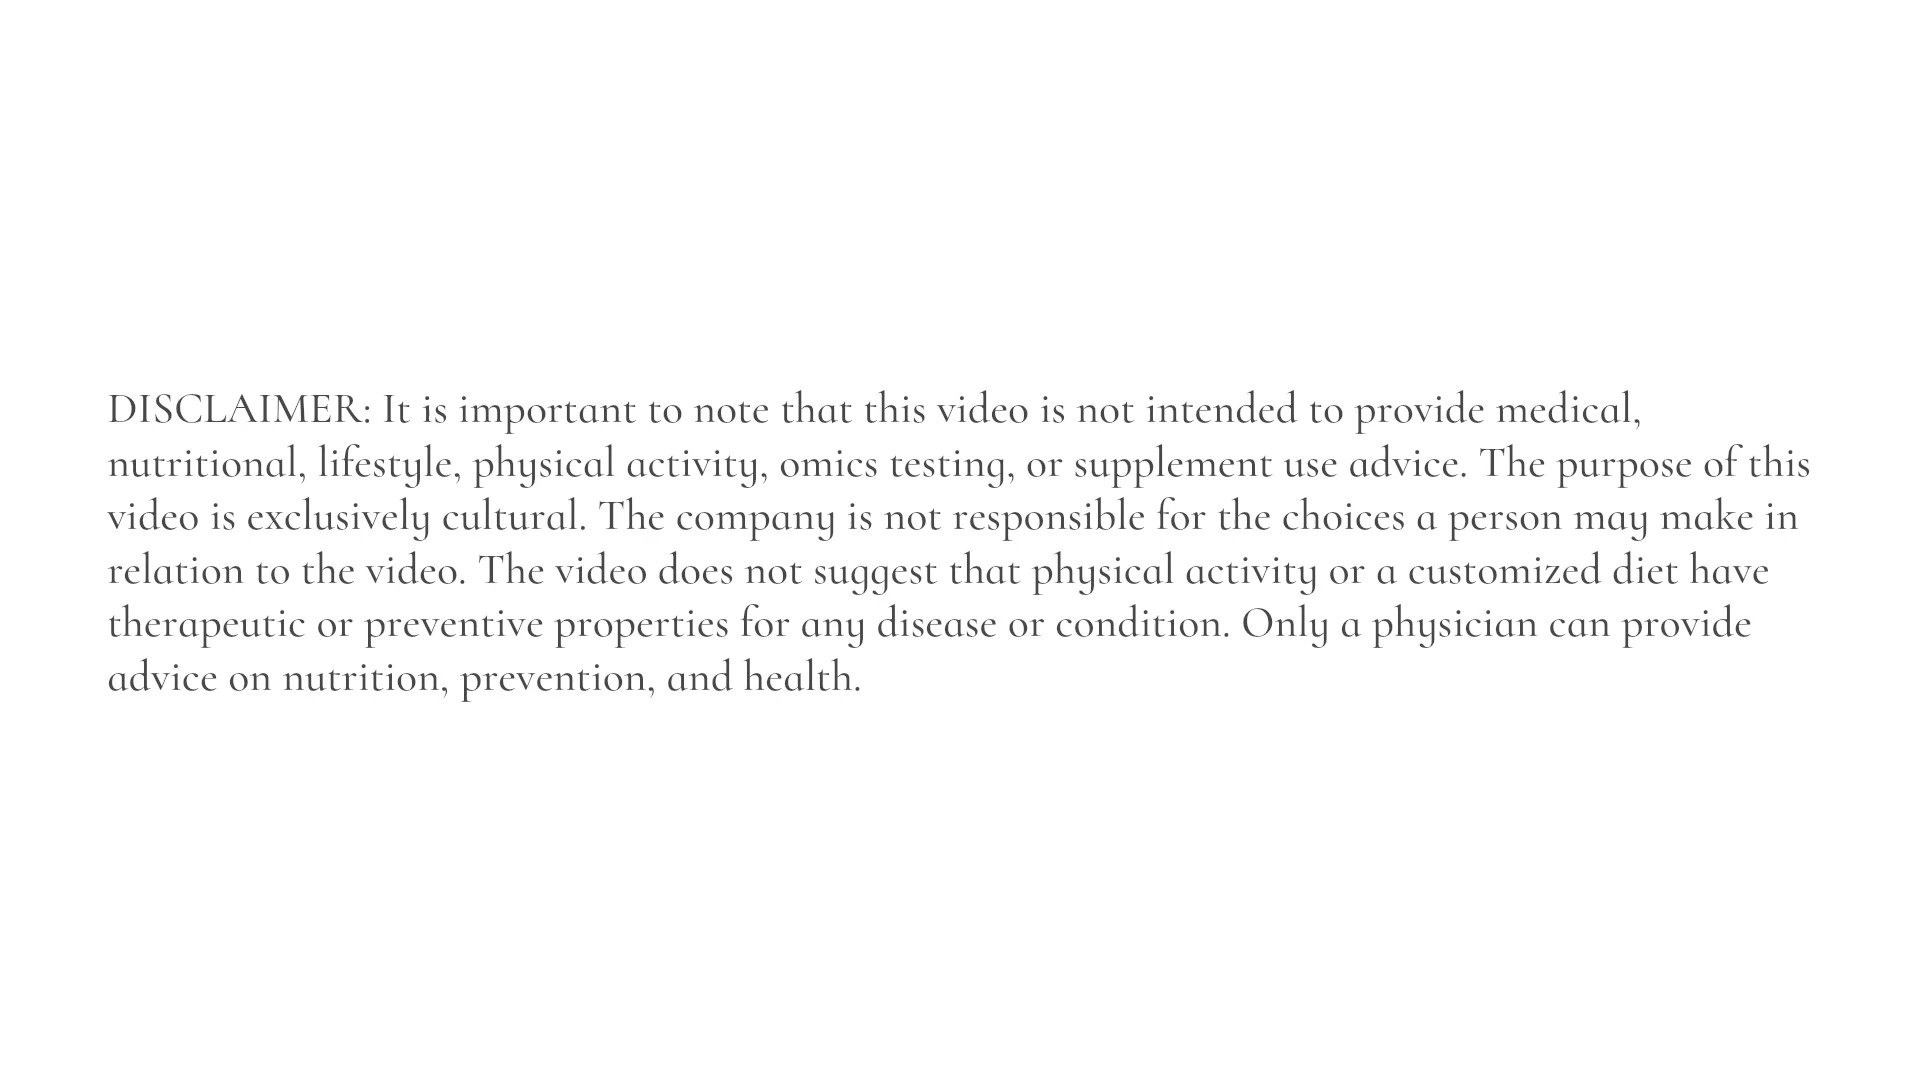 DISCLAIMER: It is important to note that this video is not intended to provide medical,
nutritional, lifestyle, physical activity, omics testing, or supplement use advice. The purpose of this
video is exclusively cultural. The company is not responsible for the choices a person may make in
relation to the video. The video does not suggest that physical activity or a customized diet have
therapeutic or preventive properties for any disease or condition. Only a physician can provide
advice on nutrition, prevention, and health.